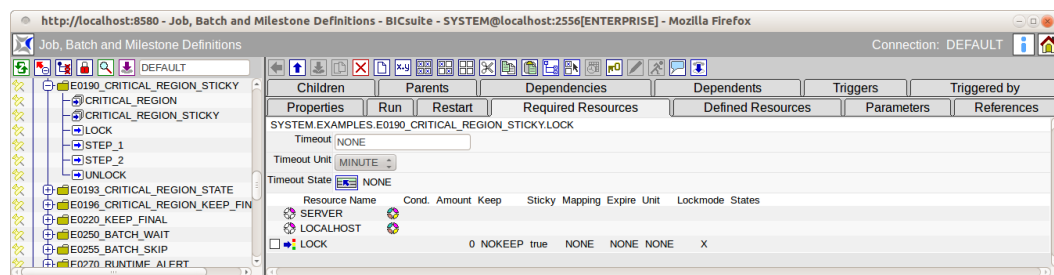 http://localhost:8580 - Job, Batch and Milestone Definitions - BICsuite - SYSTEM@localhost:2556[ENTERPRISE] - Mozilla Firefox
Job, Batch and Milestone Definitions
Connection: DEFAULT
DEFAULT
E0190_CRITICAL_REGION_STICKY
CRITICAL_REGION
CRITICAL_REGION_STICKY
LOCK
STEP_1
STEP_2
UNLOCK
E0193_CRITICAL_REGION_STATE
E0196_CRITICAL_REGION_KEEP_FIN
E0220_KEEP_FINAL
E0250_BATCH_WAIT
E0255_BATCH_SKIP
E0270_RUNTIME_ALERT
Children Parents Dependencies Dependents Triggers Triggered by
Properties Run Restart Required Resources Defined Resources Parameters References
SYSTEM.EXAMPLES.E0190_CRITICAL_REGION_STICKY.LOCK
Timeout NONE
Timeout Unit MINUTE
Timeout State NONE
Resource Name Cond. Amount Keep Sticky Mapping Expire Unit Lockmode States
SERVER
LOCALHOST
LOCK 0 NOKEEP true NONE NONE NONE X